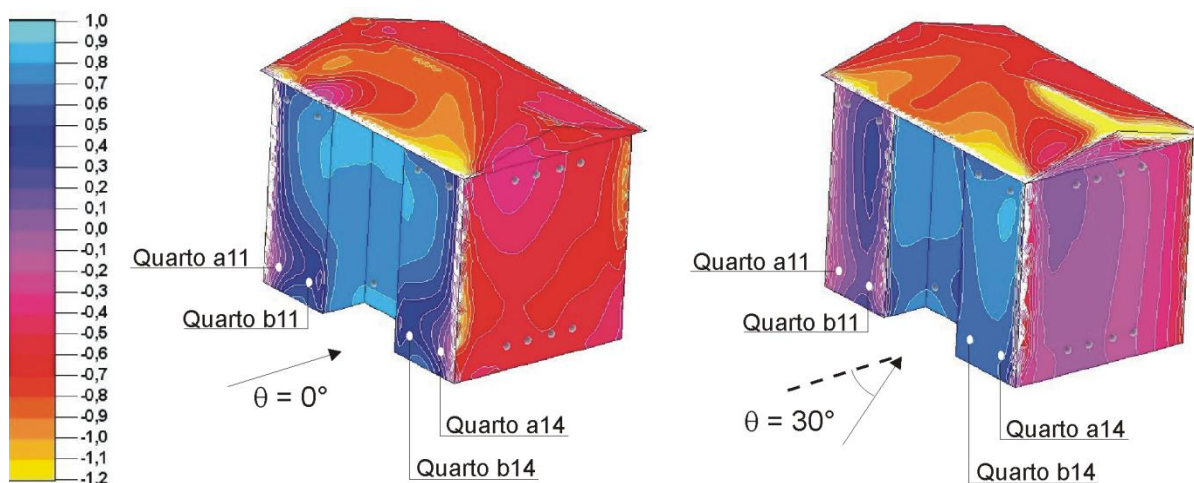 1,0
0,9
0,8
0,7
0,6
0,5
0,4
0,3
0,2
0,1
0,0
-0,1
-0,2
-0,3
-0,4
-0,5
-0,6
-0,7
-0,8
-0,9
-1,0
-1,1
-1,2
Quarto a11
Quarto b11
θ = 0°
Quarto a14
Quarto b14
Quarto a11
Quarto b11
θ = 30°
Quarto a14
Quarto b14